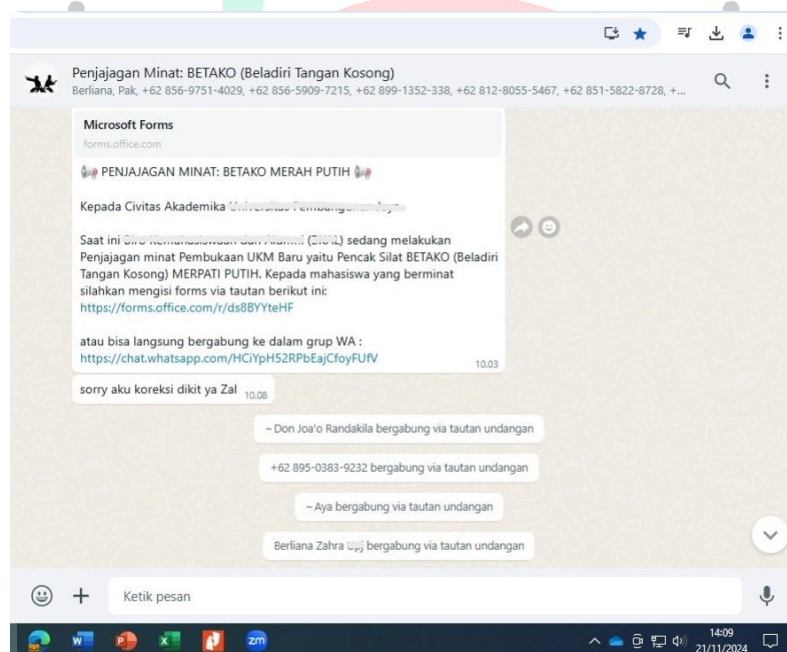 Penjajagan Minat: BETAKO (Beladiri Tangan Kosong)
Berliana, Pak, +62 856-9751-4029, +62 856-5909-7215, +62 899-1352-338, +62 812-8055-5467, +62 851-5822-8728, +...
Microsoft Forms
forms.office.com
PENJAJAGAN MINAT: BETAKO MERAH PUTIH
Kepada Civitas Akademika
Saat ini sedang melakukan
Penjajagan minat Pembukaan UKM Baru yaitu Pencak Silat BETAKO (Beladiri
Tangan Kosong) MERPATI PUTIH. Kepada mahasiswa yang berminat
silahkan mengisi forms via tautan berikut ini:
https://forms.office.com/r/ds8BYYteHF
atau bisa langsung bergabung ke dalam grup WA :
https://chat.whatsapp.com/HCiYpH52RPbEajCfoyFUfV
10.03
sorry aku koreksi dikit ya Zal 10.08
~ Don Joa'o Randakila bergabung via tautan undangan
+62 895-0383-9232 bergabung via tautan undangan
~ Aya bergabung via tautan undangan
Berliana Zahra bergabung via tautan undangan
Ketik pesan
zm
14:09
21/11/2024